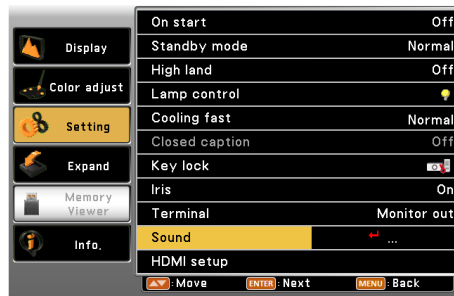 Display
Color adjust
Setting
Expand
Memory
Viewer
Info.
On start Off
Standby mode Normal
High land Off
Lamp control
Cooling fast Normal
Closed caption Off
Key lock
Iris On
Terminal Monitor out
Sound ...
HDMI setup
:Move ENTER :Next MENU :Back